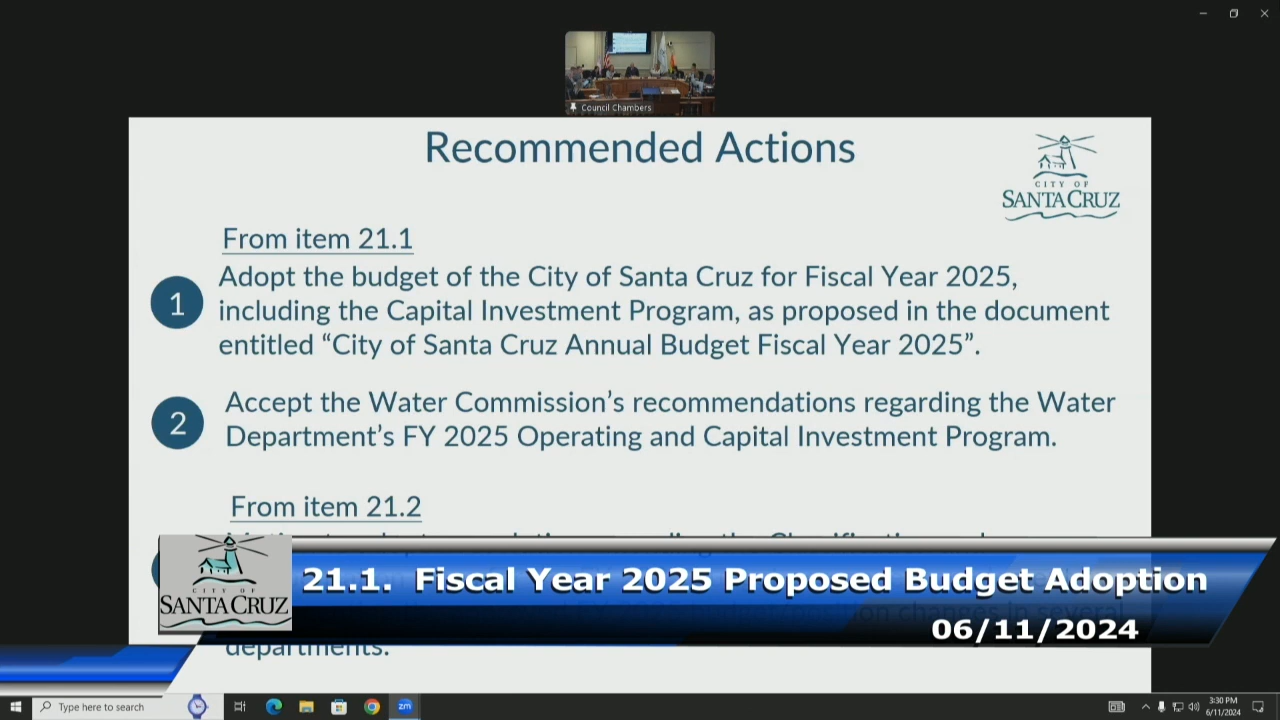 Council Chambers
Recommended Actions
CITY OF
SANTA CRUZ
From item 21.1
1
Adopt the budget of the City of Santa Cruz for Fiscal Year 2025,
including the Capital Investment Program, as proposed in the document
entitled “City of Santa Cruz Annual Budget Fiscal Year 2025”.
2
Accept the Water Commission’s recommendations regarding the Water
Department’s FY 2025 Operating and Capital Investment Program.
From item 21.2
changes in several
departments.
CITY OF
SANTA CRUZ
21.1. Fiscal Year 2025 Proposed Budget Adoption
06/11/2024
Type here to search
zm
3:30 PM
6/11/2024